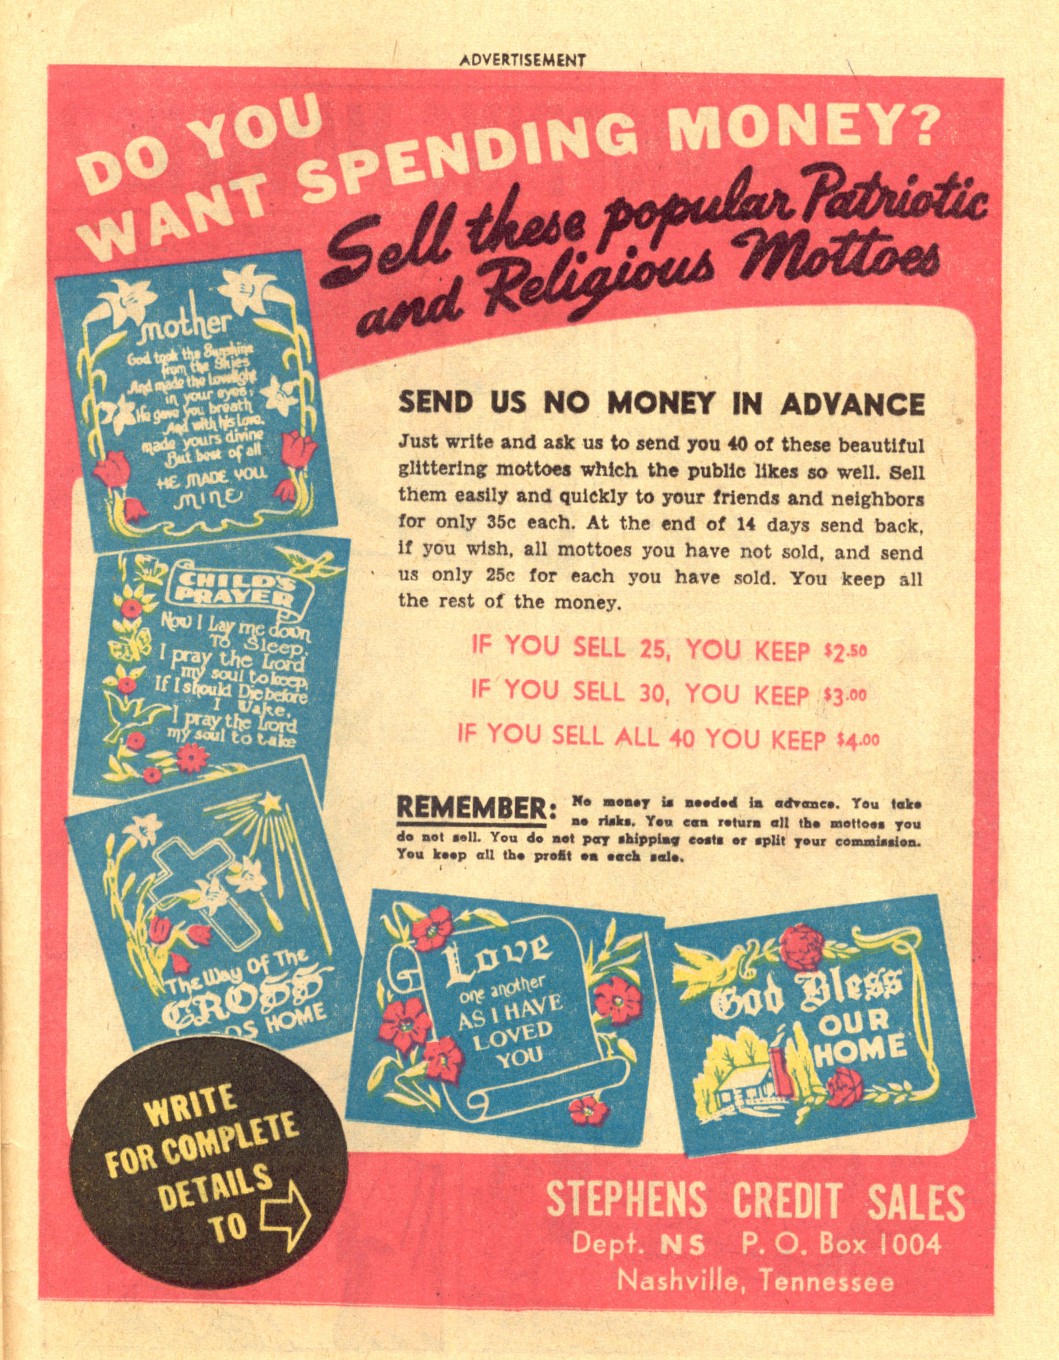 ADVERTISEMENT
DO YOU
WANT SPENDING MONEY?
Sell these popular Patriotic
and Religious Mottoes
mother
God took the Sunshine
from the Skies
And made the Lovelight
in your eyes,
He gave you breath
And with his Love,
made yours divine
But best of all
HE MADE YOU
MINE
SEND US NO MONEY IN ADVANCE
Just write and ask us to send you 40 of these beautiful
glittering mottoes which the public likes so well. Sell
them easily and quickly to your friends and neighbors
for only 35c each. At the end of 14 days send back,
if you wish, all mottoes you have not sold, and send
us only 25c for each you have sold. You keep all
the rest of the money.
IF YOU SELL 25, YOU KEEP $2.50
IF YOU SELL 30, YOU KEEP $3.00
IF YOU SELL ALL 40 YOU KEEP $4.00
CHILD'S
PRAYER
Now I Lay me down
To Sleep,
I pray the Lord
my soul to keep,
If I should Die before
I Wake,
I pray the Lord
my soul to take
REMEMBER: No money is needed in advance. You take
no risks. You can return all the mottoes you
do not sell. You do not pay shipping costs or split your commission.
You keep all the profit on each sale.
The Way Of The
CROSS
DS HOME
Love
one another
AS I HAVE
LOVED
YOU
God Bless
OUR
HOME
WRITE
FOR COMPLETE
DETAILS
TO
STEPHENS CREDIT SALES
Dept. NS P. O. Box 1004
Nashville, Tennessee